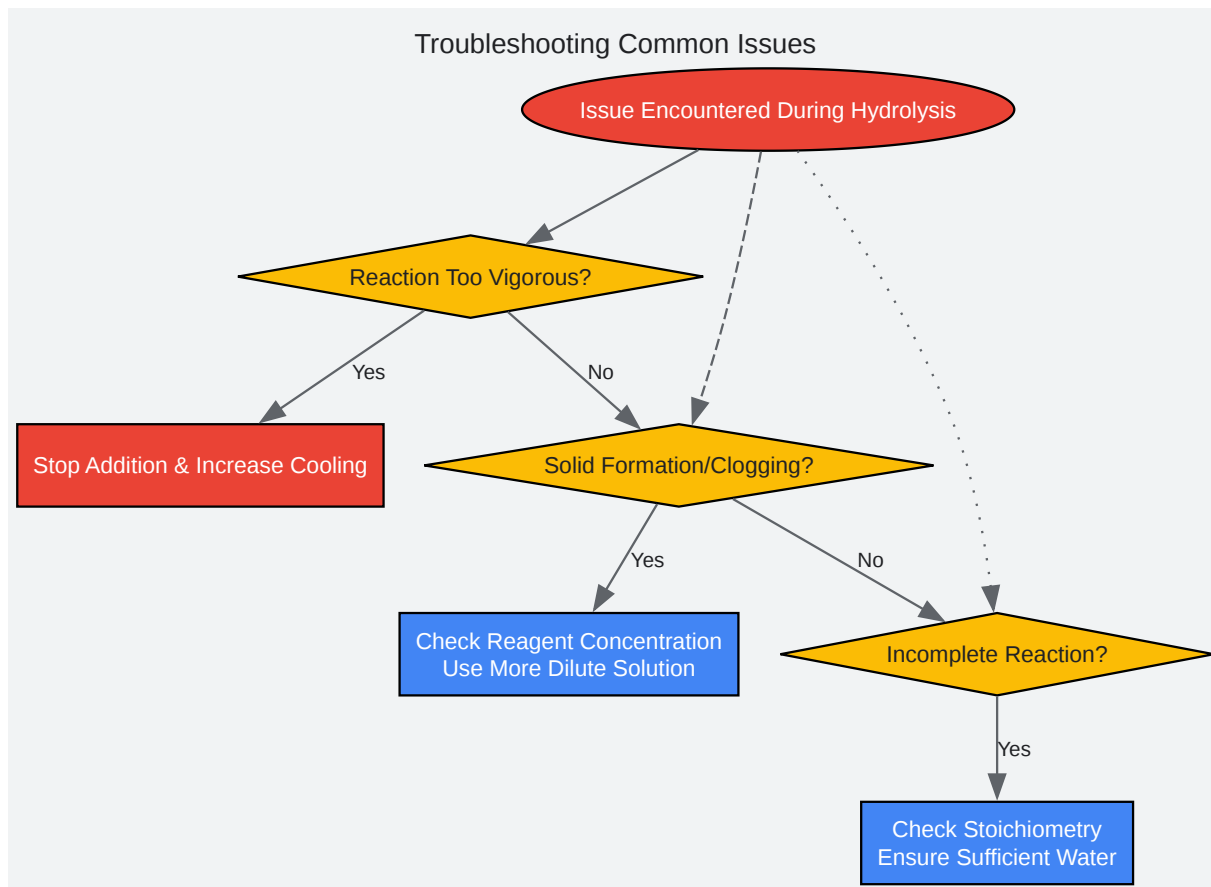 Troubleshooting Common Issues
Issue Encountered During Hydrolysis
Reaction Too Vigorous?
Yes
No
Stop Addition & Increase Cooling
Solid Formation/Clogging?
Yes
No
Check Reagent Concentration
Use More Dilute Solution
Incomplete Reaction?
Yes
Check Stoichiometry
Ensure Sufficient Water